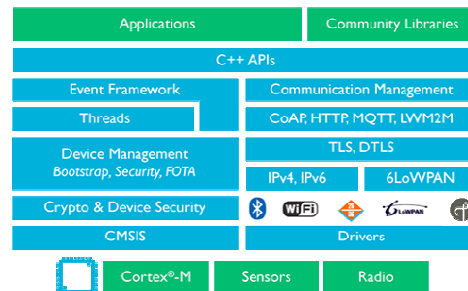 Applications
Community Libraries
C++ APIs
Event Framework
Communication Management
Threads
CoAP, HTTP, MQTT, LWM2M
Device Management
Bootstrap, Security, FOTA
TLS, DTLS
IPv4, IPv6
6LoWPAN
Crypto & Device Security
WiFi
6LoWPAN
CMSIS
Drivers
Cortex®-M
Sensors
Radio